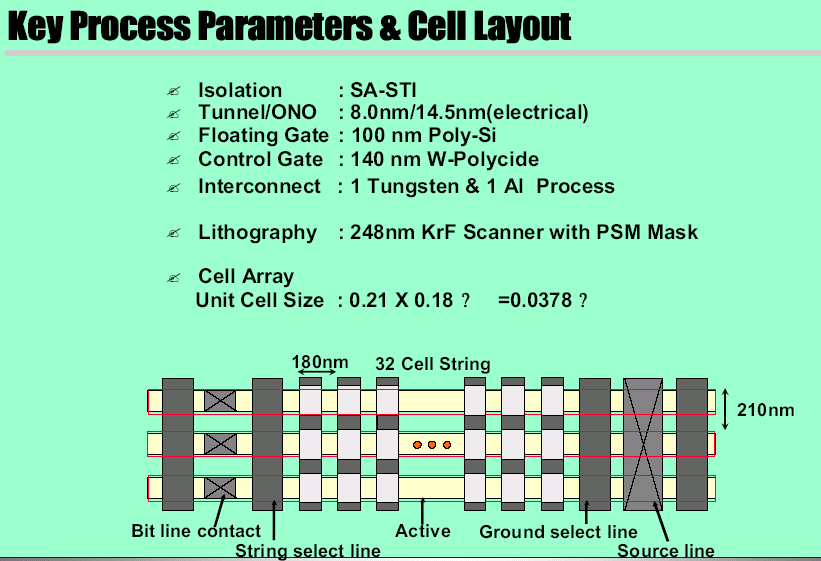 Key Process Parameters & Cell Layout
Isolation : SA-STI
Tunnel/ONO : 8.0nm/14.5nm(electrical)
Floating Gate : 100 nm Poly-Si
Control Gate : 140 nm W-Polycide
Interconnect : 1 Tungsten & 1 Al Process
Lithography : 248nm KrF Scanner with PSM Mask
Cell Array
Unit Cell Size : 0.21 X 0.18 ? =0.0378 ?
180nm 32 Cell String
210nm
Bit line contact
String select line
Active
Ground select line
Source line